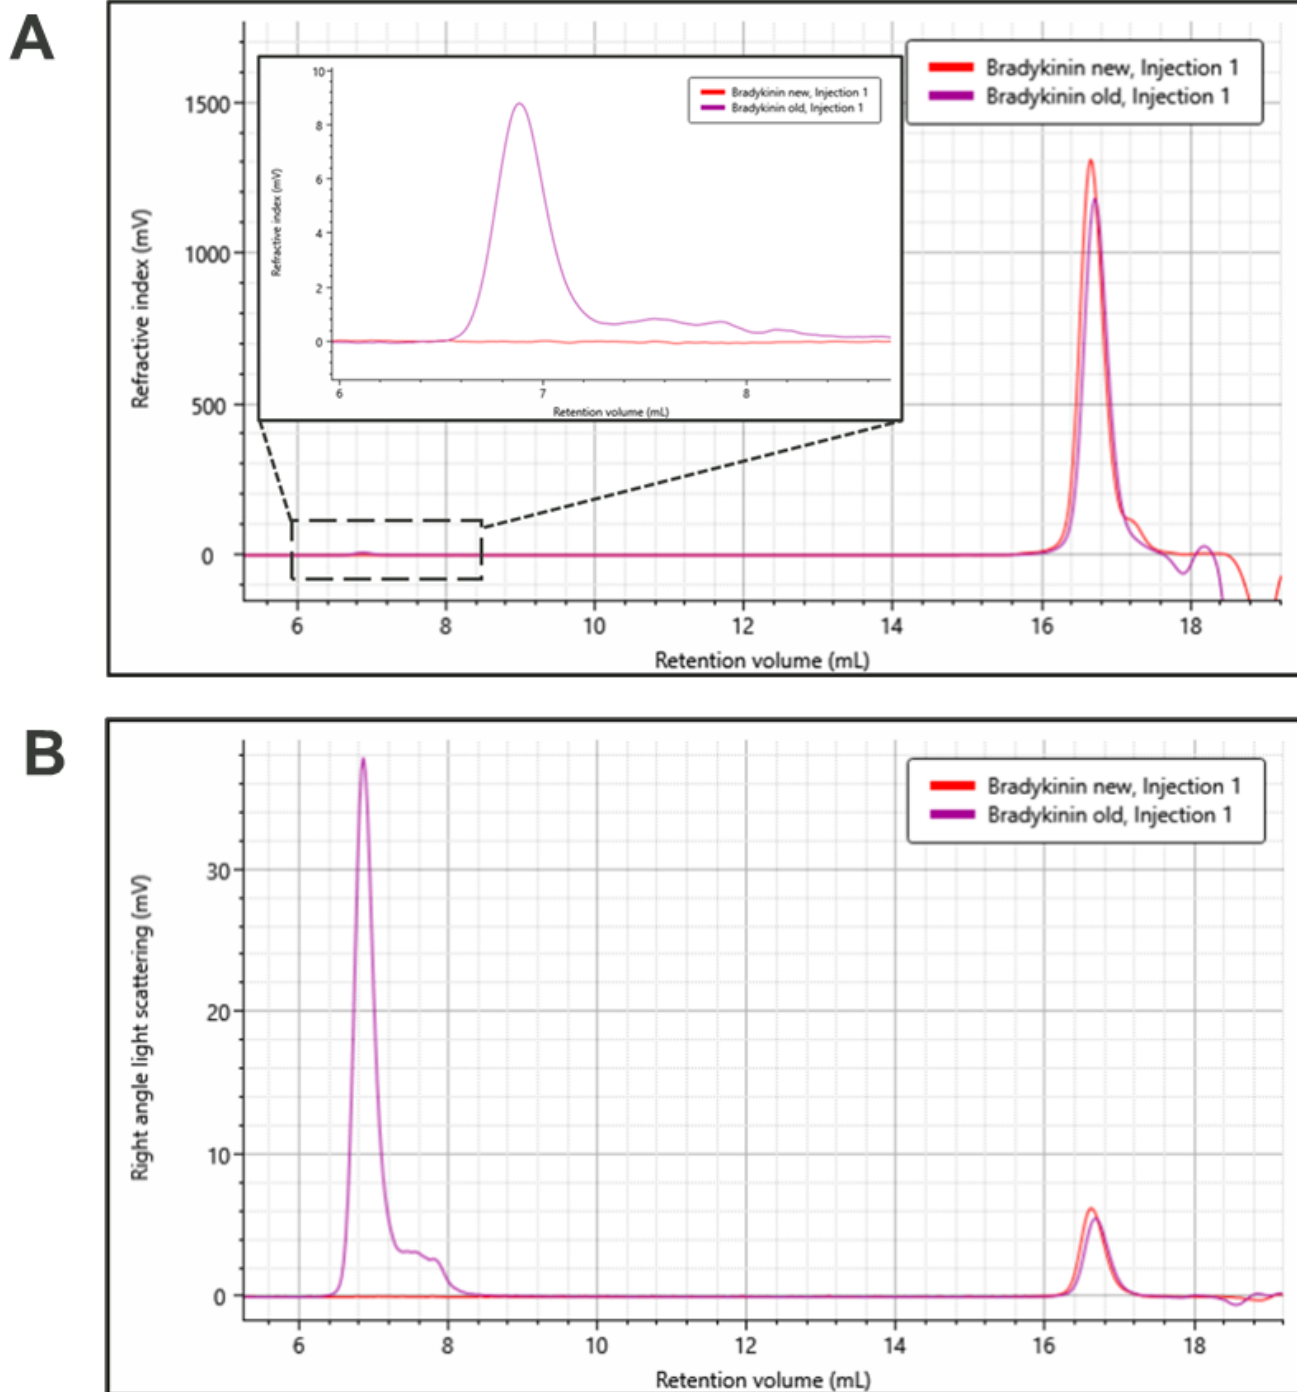 A
Bradykinin new, Injection 1
Bradykinin old, Injection 1
Refractive index (mV)
1500
1000
500
0
10
8
6
4
2
0
Refractive index (mV)
Bradykinin new, Injection 1
Bradykinin old, Injection 1
6 7 8
Retention volume (mL)
6 8 10 12 14 16 18
Retention volume (mL)
B
Bradykinin new, Injection 1
Bradykinin old, Injection 1
Right angle light scattering (mV)
30
20
10
0
6 8 10 12 14 16 18
Retention volume (mL)